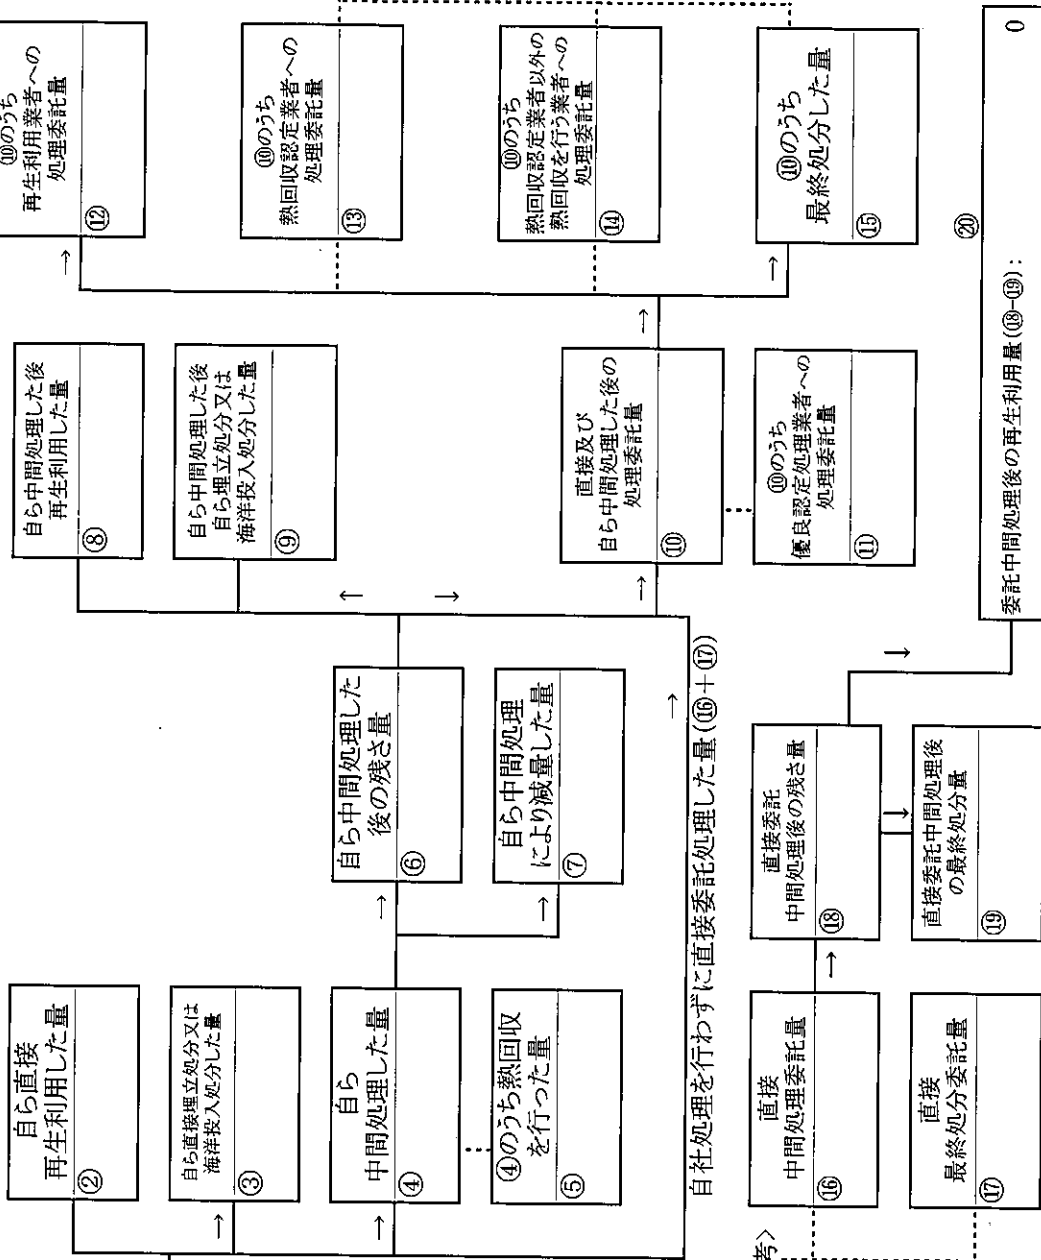 自ら直接
再生利用した量
②
自ら直接埋立処分又は
海洋投入処分した量
③
自ら
中間処理した量
④
④のうち熱回収
を行った量
⑤
自ら中間処理した
後の残さ量
⑥
自ら中間処理
により減量した量
⑦
自ら中間処理した後
再生利用した量
⑧
自ら中間処理した後
自ら埋立処分又は
海洋投入処分した量
⑨
直接及び
自ら中間処理した後の
処理委託量
⑩
⑩のうち
優良認定処理業者への
処理委託量
⑪
⑩のうち
再生利用業者への
処理委託量
⑫
⑩のうち
熱回収認定業者への
処理委託量
⑬
⑩のうち
熱回収認定業者以外の
熱回収を行う業者への
処理委託量
⑭
⑩のうち
最終処分した量
⑮
自社処理を行わずに直接委託処理した量(⑯+⑰)
考>
直接
中間処理委託量
⑯
直接
最終処分委託量
⑰
直接委託
中間処理後の残さ量
⑱
直接委託中間処理後
の最終処分量
⑲
⑳
委託中間処理後の再生利用量(⑱-⑲): 0